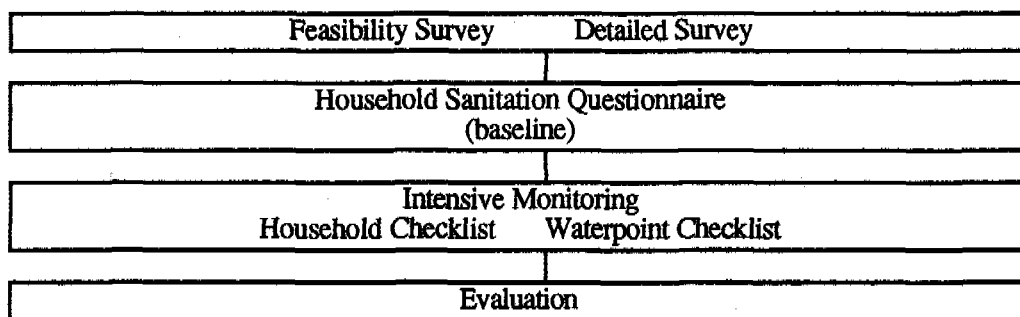 Feasibility Survey Detailed Survey
Household Sanitation Questionnaire
(baseline)
Intensive Monitoring
Household Checklist Waterpoint Checklist
Evaluation